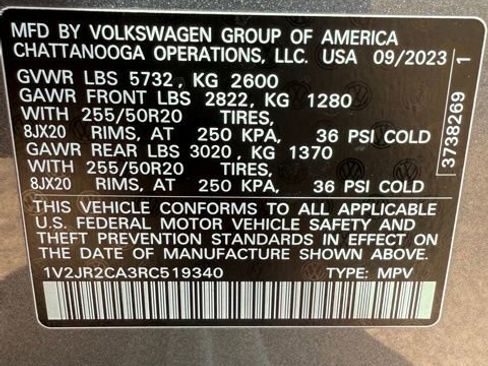 MFD BY VOLKSWAGEN GROUP OF AMERICA
CHATTANOOGA OPERATIONS, LLC. USA 09/2023
GVWR LBS 5732, KG 2600
GAWR FRONT LBS 2822, KG 1280
WITH 255/50R20 TIRES,
8JX20 RIMS, AT 250 KPA, 36 PSI COLD
GAWR REAR LBS 3020, KG 1370
WITH 255/50R20 TIRES,
8JX20 RIMS, AT 250 KPA, 36 PSI COLD
THIS VEHICLE CONFORMS TO ALL APPLICABLE
U.S. FEDERAL MOTOR VEHICLE SAFETY AND
THEFT PREVENTION STANDARDS IN EFFECT ON
THE DATE OF MANUFACTURE SHOWN ABOVE.
1V2JR2CA3RC519340 TYPE: MPV
3738269 1